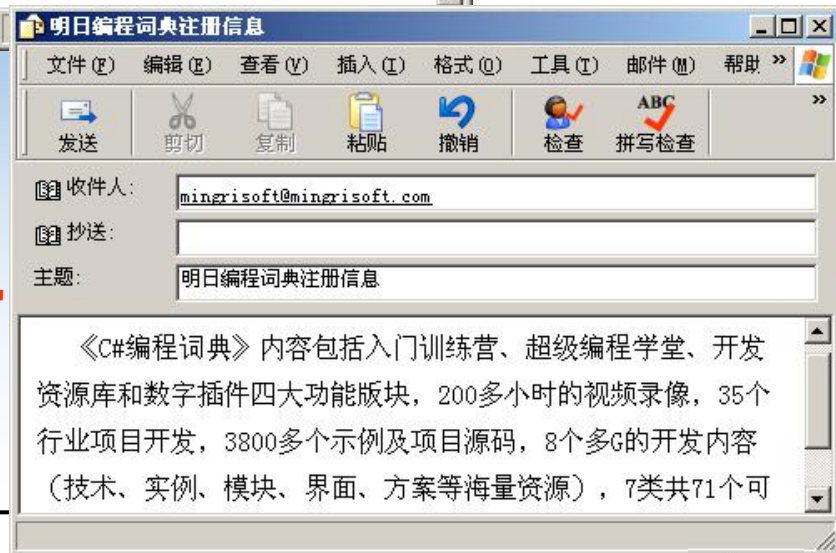 明日编程词典注册信息
文件(F) 编辑(E) 查看(V) 插入(I) 格式(O) 工具(T) 邮件(M) 帮助 »
ABC »
发送 剪切 复制 粘贴 撤销 检查 拼写检查
收件人: mingrisoft@mingrisoft.com
抄送:
主题: 明日编程词典注册信息
《C#编程词典》内容包括入门训练营、超级编程学堂、开发
资源库和数字插件四大功能版块，200多小时的视频录像，35个
行业项目开发，3800多个示例及项目源码，8个多G的开发内容
（技术、实例、模块、界面、方案等海量资源），7类共71个可